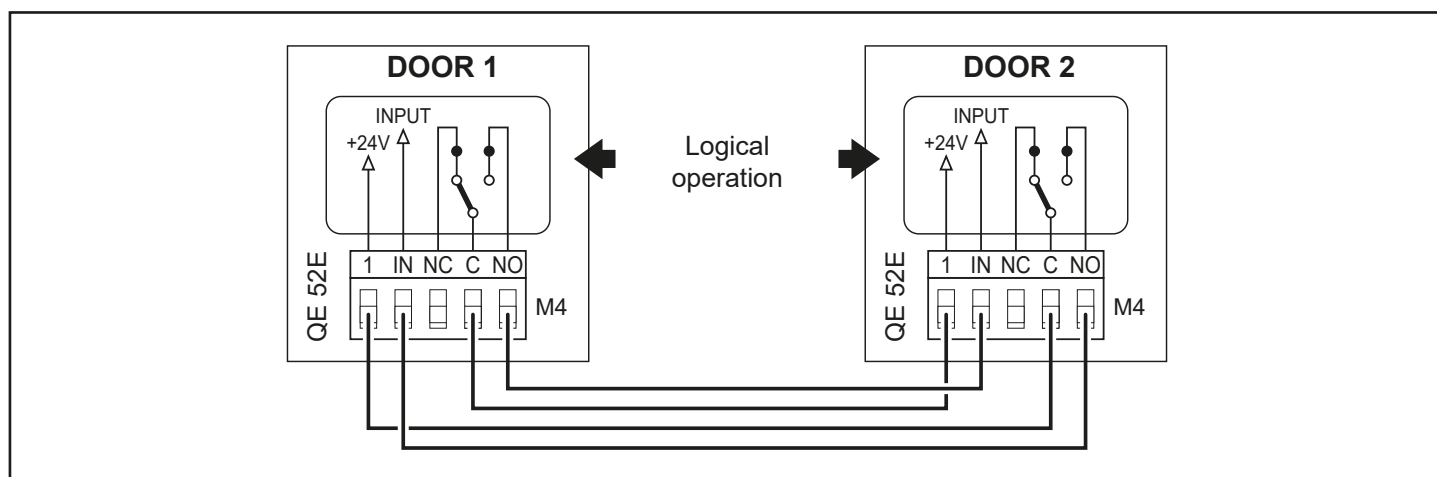 DOOR 1
INPUT
+24V
1 IN NC C NO
QE 52E
M4
Logical
operation
DOOR 2
INPUT
+24V
1 IN NC C NO
QE 52E
M4